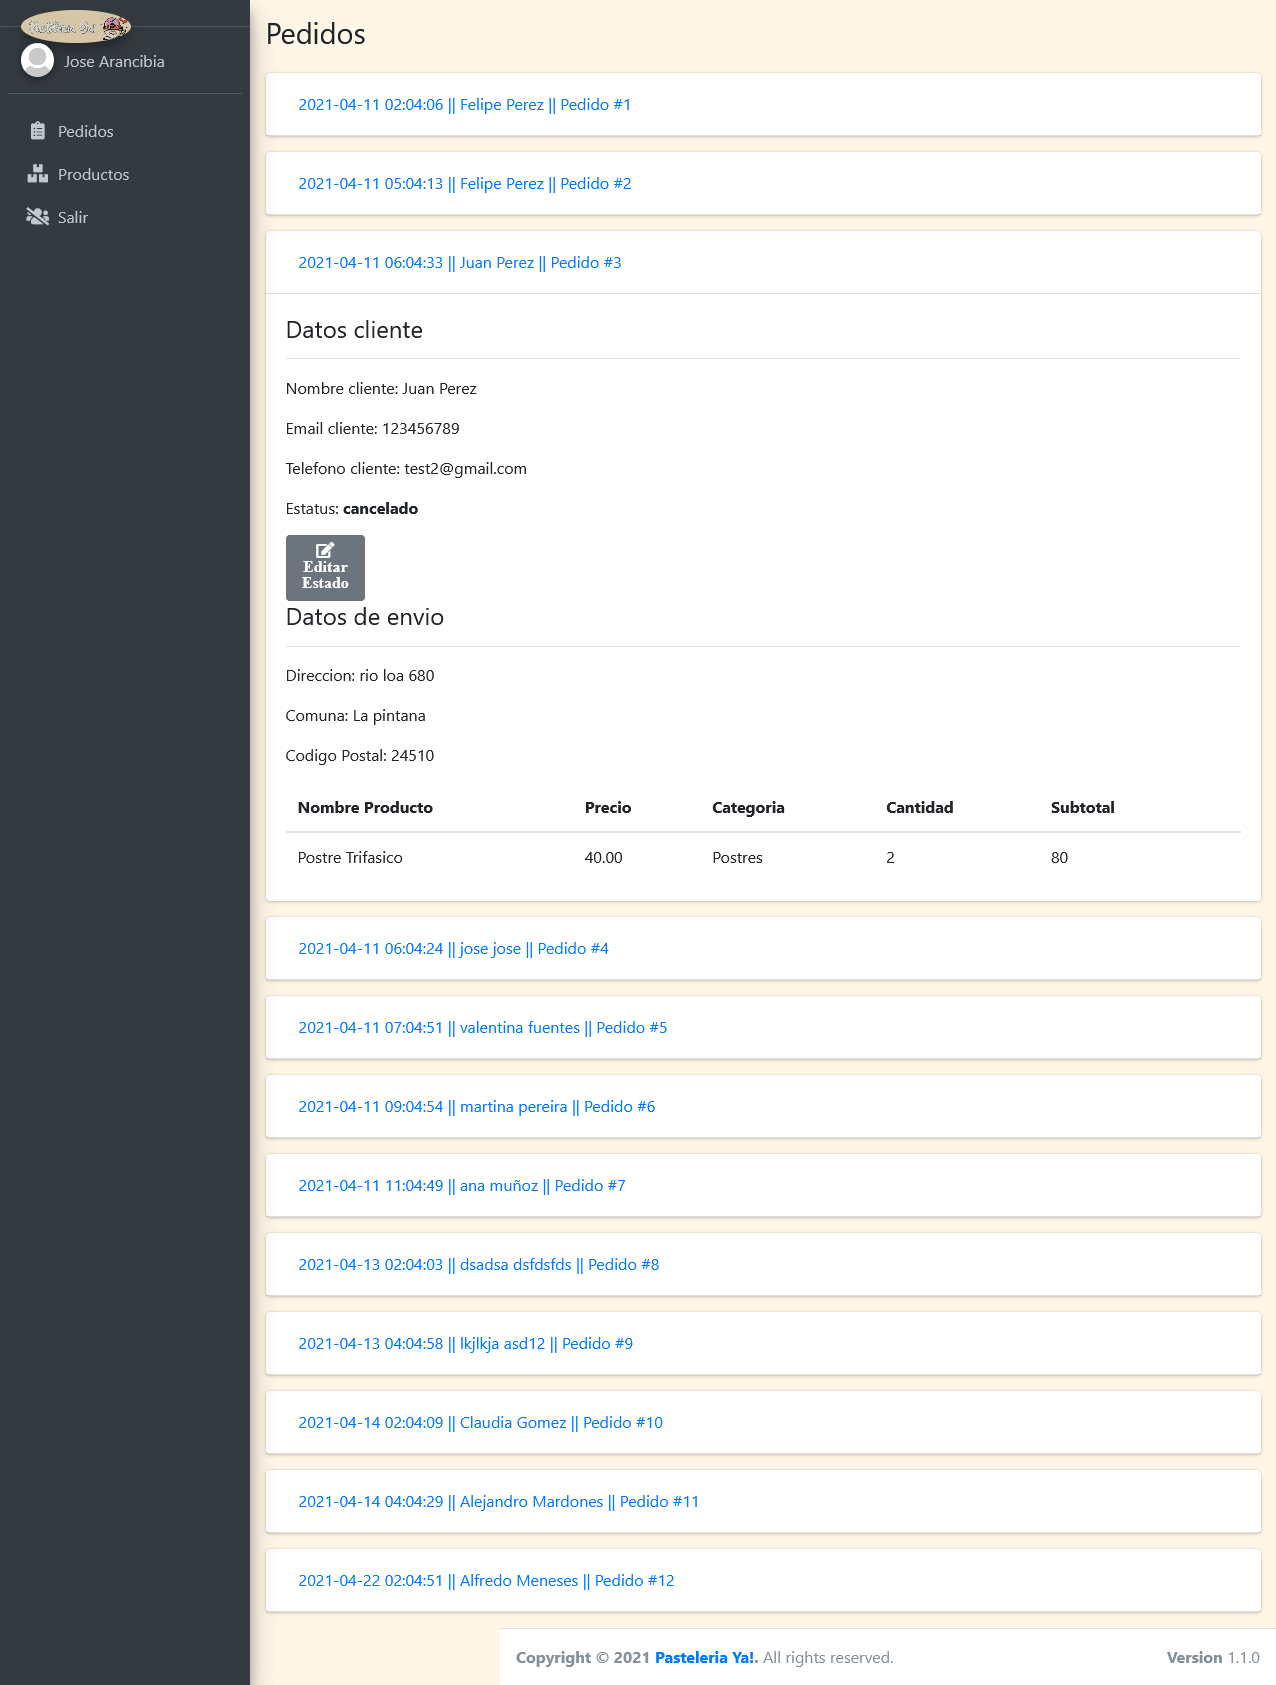 Pasteleria Ya!
Jose Arancibia
Pedidos
Productos
Salir
Pedidos
2021-04-11 02:04:06 || Felipe Perez || Pedido #1
2021-04-11 05:04:13 || Felipe Perez || Pedido #2
2021-04-11 06:04:33 || Juan Perez || Pedido #3
Datos cliente
Nombre cliente: Juan Perez
Email cliente: 123456789
Telefono cliente: test2@gmail.com
Estatus: cancelado
Editar
Estado
Datos de envio
Direccion: rio loa 680
Comuna: La pintana
Codigo Postal: 24510
Nombre Producto Precio Categoria Cantidad Subtotal
Postre Trifasico 40.00 Postres 2 80
2021-04-11 06:04:24 || jose jose || Pedido #4
2021-04-11 07:04:51 || valentina fuentes || Pedido #5
2021-04-11 09:04:54 || martina pereira || Pedido #6
2021-04-11 11:04:49 || ana muñoz || Pedido #7
2021-04-13 02:04:03 || dsadsa dsfdsfds || Pedido #8
2021-04-13 04:04:58 || lkjlkja asd12 || Pedido #9
2021-04-14 02:04:09 || Claudia Gomez || Pedido #10
2021-04-14 04:04:29 || Alejandro Mardones || Pedido #11
2021-04-22 02:04:51 || Alfredo Meneses || Pedido #12
Copyright © 2021 Pasteleria Ya!. All rights reserved. Version 1.1.0